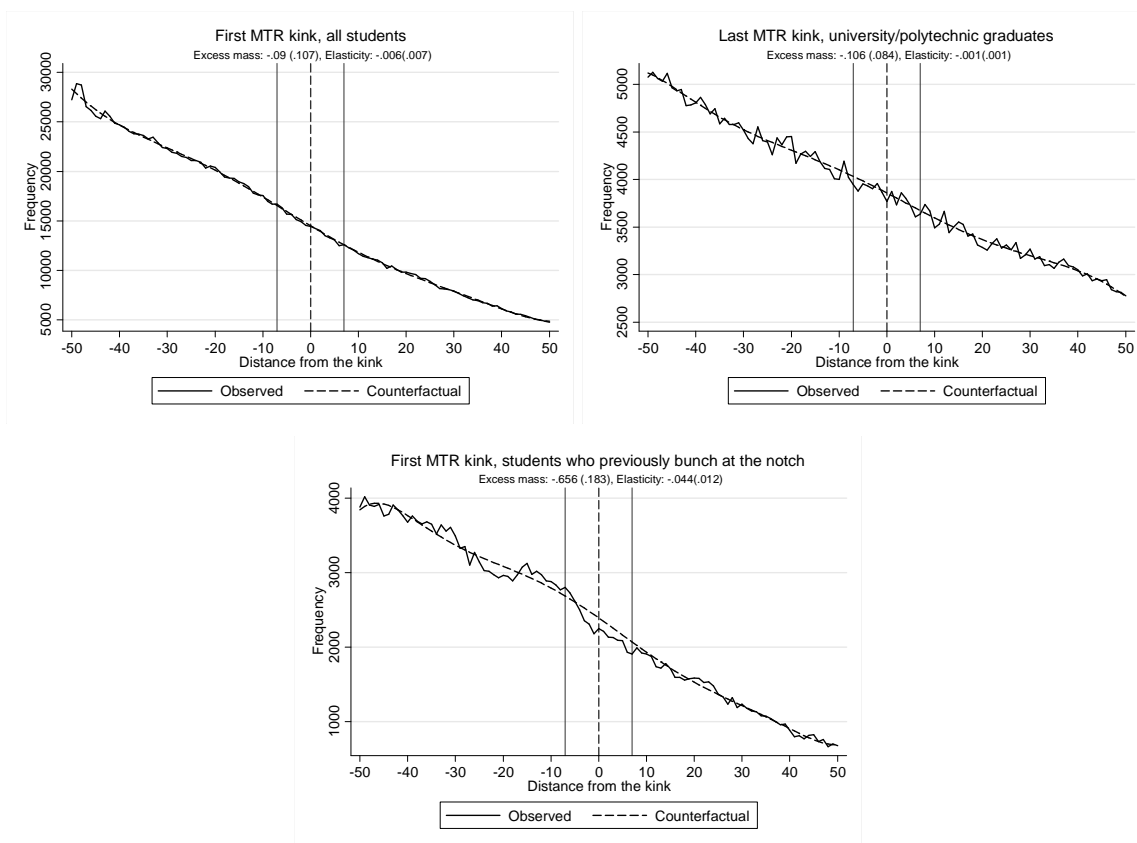 First MTR kink, all students
Excess mass: -.09 (.107), Elasticity: -.006(.007)
Frequency
30000
25000
20000
15000
10000
5000
-50 -40 -30 -20 -10 0 10 20 30 40 50
Distance from the kink
Observed Counterfactual
Last MTR kink, university/polytechnic graduates
Excess mass: -.106 (.084), Elasticity: -.001(.001)
Frequency
5000
4500
4000
3500
3000
2500
-50 -40 -30 -20 -10 0 10 20 30 40 50
Distance from the kink
Observed Counterfactual
First MTR kink, students who previously bunch at the notch
Excess mass: -.656 (.183), Elasticity: -.044(.012)
Frequency
4000
3000
2000
1000
-50 -40 -30 -20 -10 0 10 20 30 40 50
Distance from the kink
Observed Counterfactual